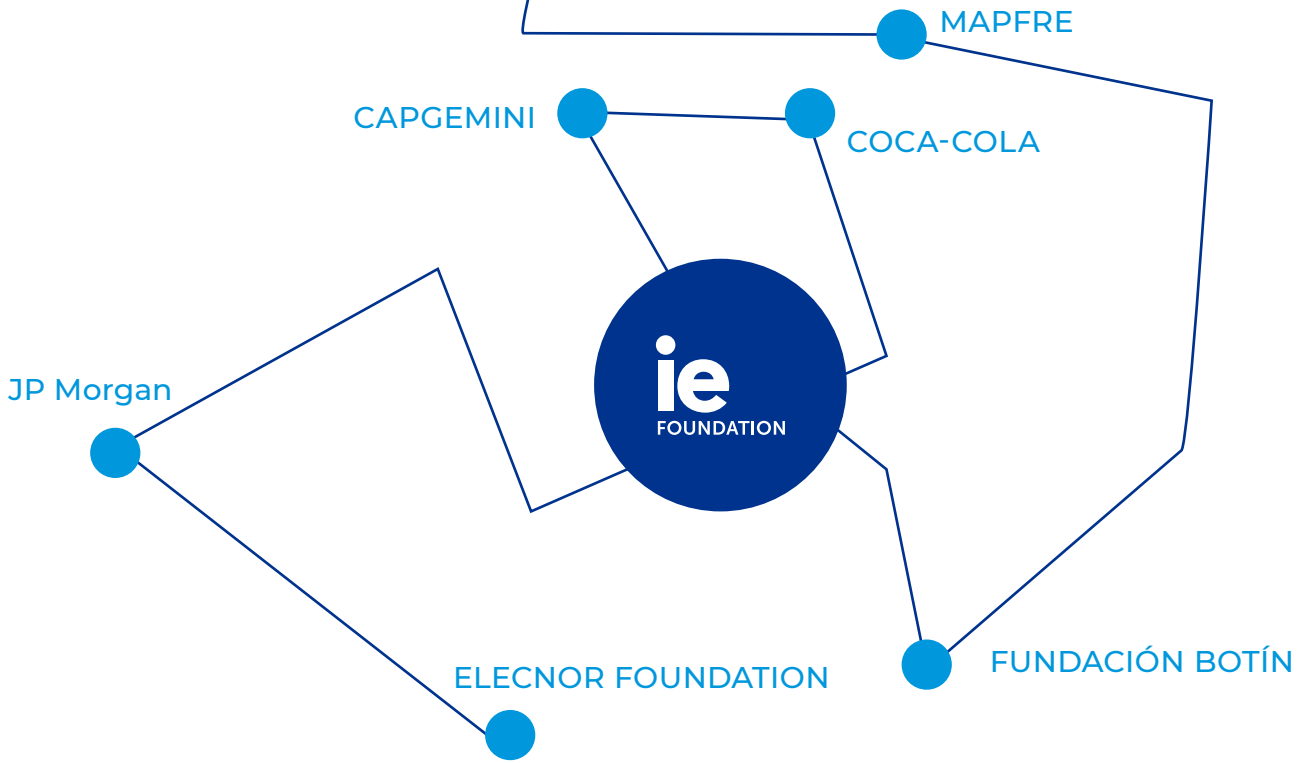 MAPFRE
CAPGEMINI
COCA-COLA
ie
FOUNDATION
JP Morgan
ELECNOR FOUNDATION
FUNDACIÓN BOTÍN